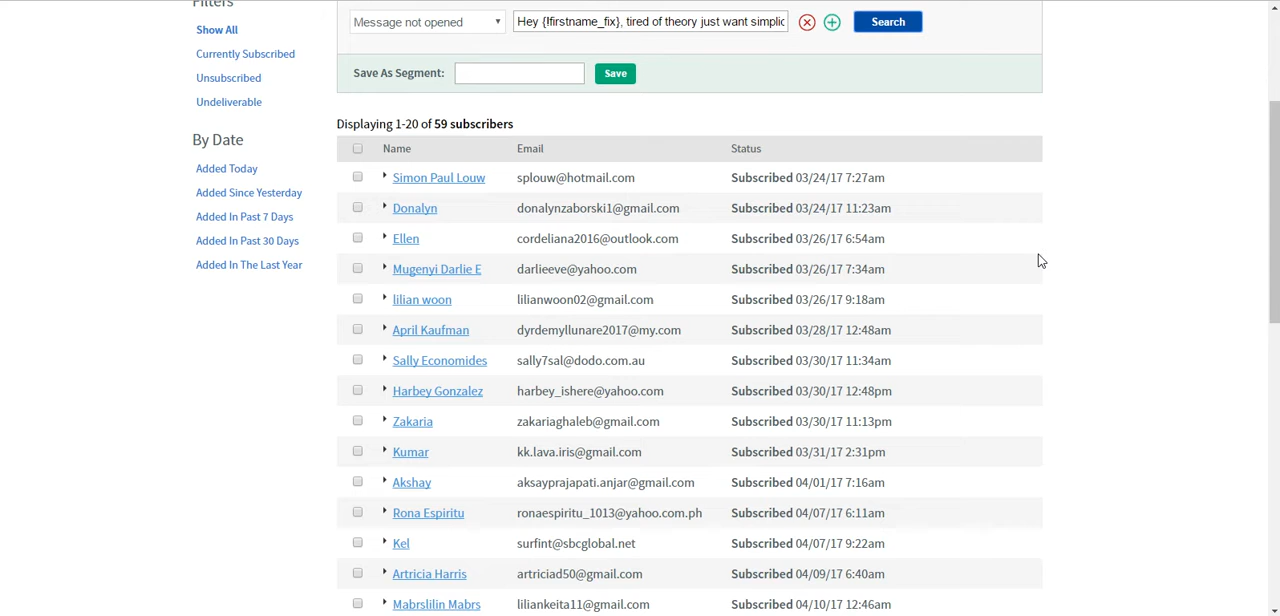 Filters
Show All
Currently Subscribed
Unsubscribed
Undeliverable
By Date
Added Today
Added Since Yesterday
Added In Past 7 Days
Added In Past 30 Days
Added In The Last Year
Message not opened Hey {!firstname_fix}, tired of theory just want simplic Search
Save As Segment: Save
Displaying 1-20 of 59 subscribers
Name Email Status
Simon Paul Louw splouw@hotmail.com Subscribed 03/24/17 7:27am
Donalyn donalynzaborski1@gmail.com Subscribed 03/24/17 11:23am
Ellen cordeliana2016@outlook.com Subscribed 03/26/17 6:54am
Mugenyi Darlie E darlieeve@yahoo.com Subscribed 03/26/17 7:34am
lilian woon lilianwoon02@gmail.com Subscribed 03/26/17 9:18am
April Kaufman dyrdemyllunare2017@my.com Subscribed 03/28/17 12:48am
Sally Economides sally7sal@dodo.com.au Subscribed 03/30/17 11:34am
Harbey Gonzalez harbey_ishere@yahoo.com Subscribed 03/30/17 12:48pm
Zakaria zakariaghaleb@gmail.com Subscribed 03/30/17 11:13pm
Kumar kk.lava.iris@gmail.com Subscribed 03/31/17 2:31pm
Akshay aksayprajapati.anjar@gmail.com Subscribed 04/01/17 7:16am
Rona Espiritu ronaespiritu_1013@yahoo.com.ph Subscribed 04/07/17 6:11am
Kel surfint@sbcglobal.net Subscribed 04/07/17 9:22am
Artricia Harris artriciad50@gmail.com Subscribed 04/09/17 6:40am
Mabrslilin Mabrs liliankeita11@gmail.com Subscribed 04/10/17 12:46am